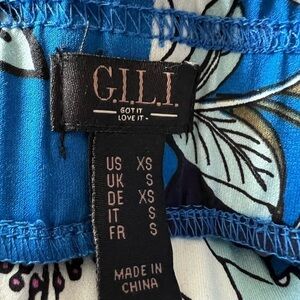 G.I.L.I.
GOT IT
LOVE IT -
US XS
UK S
DE XS
IT S
FR S
MADE IN
CHINA